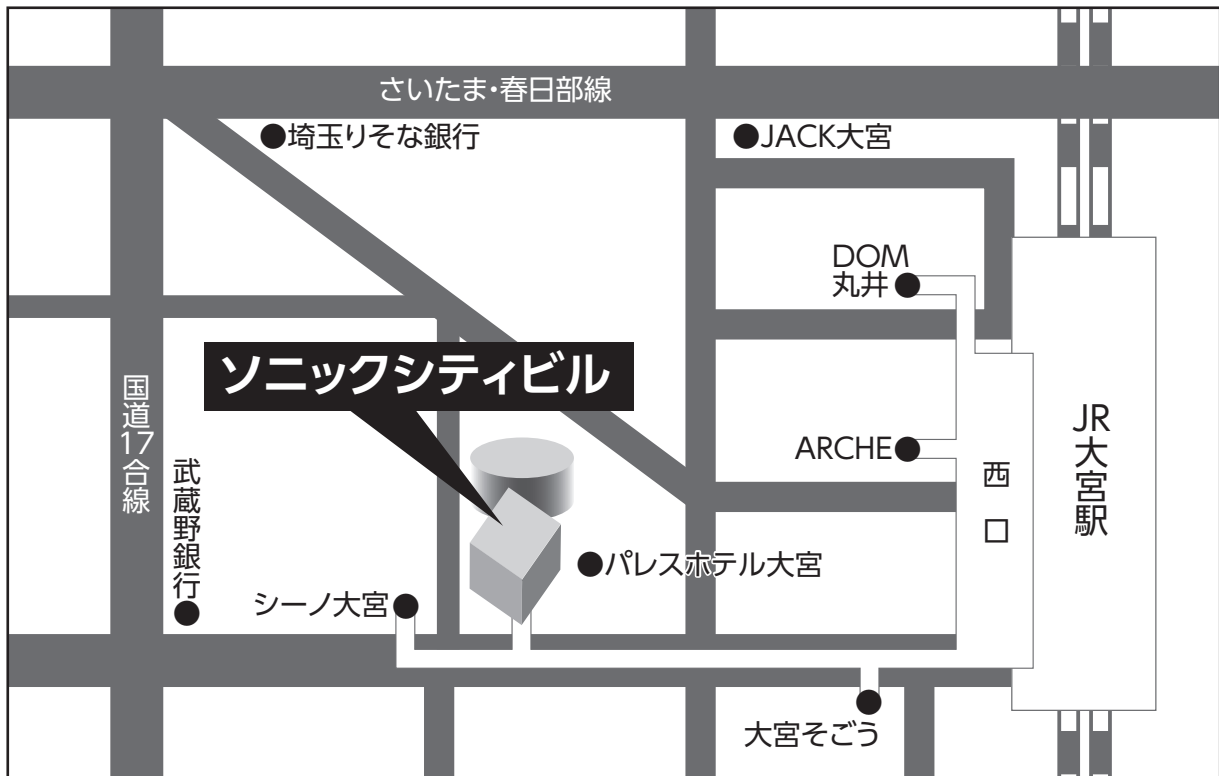 さいたま・春日部線
●埼玉りそな銀行
●JACK大宮
DOM
丸井●
ソニックシティビル
国道17合線
武蔵野銀行●
ARCHE●
西口
JR大宮駅
●パレスホテル大宮
シーノ大宮●
大宮そごう